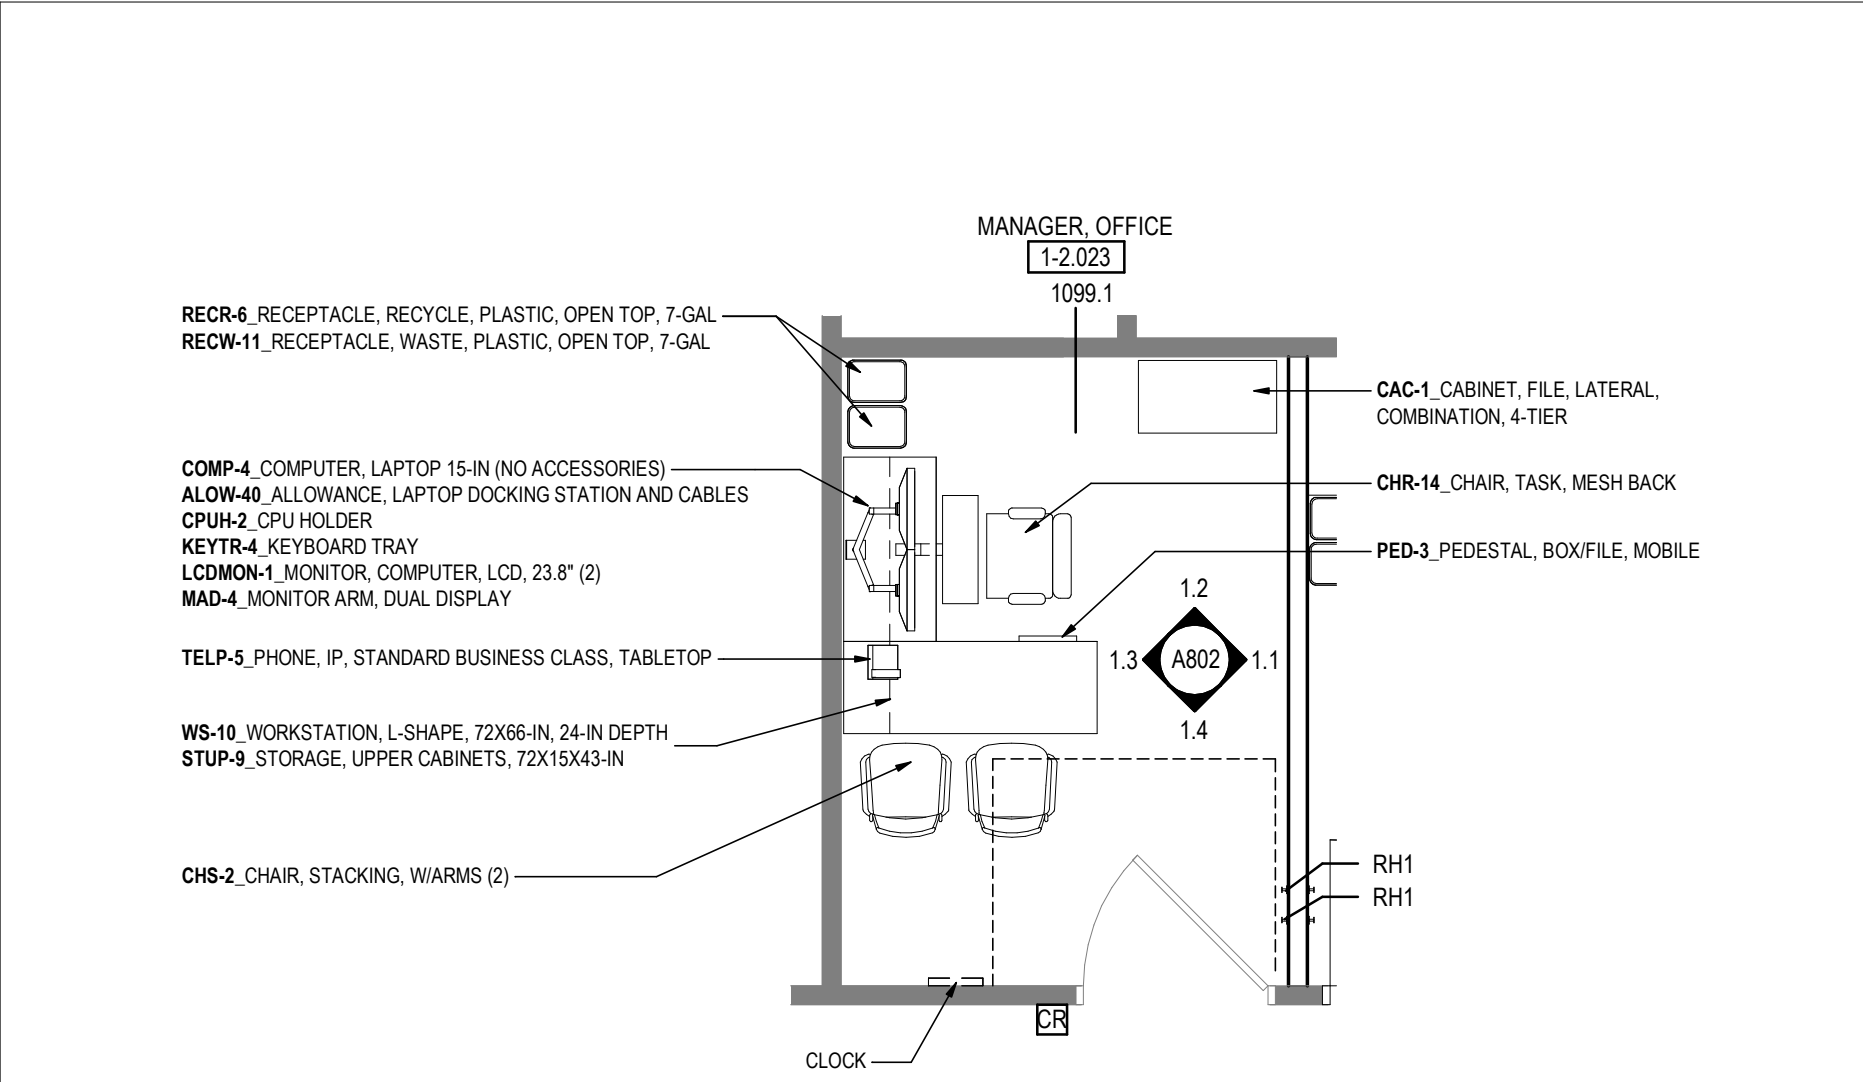 MANAGER, OFFICE
1-2.023
1099.1
RECR-6_RECEPTACLE, RECYCLE, PLASTIC, OPEN TOP, 7-GAL
RECW-11_RECEPTACLE, WASTE, PLASTIC, OPEN TOP, 7-GAL
CAC-1_CABINET, FILE, LATERAL,
COMBINATION, 4-TIER
COMP-4_COMPUTER, LAPTOP 15-IN (NO ACCESSORIES)
ALOW-40_ALLOWANCE, LAPTOP DOCKING STATION AND CABLES
CPUH-2_CPU HOLDER
KEYTR-4_KEYBOARD TRAY
LCDMON-1_MONITOR, COMPUTER, LCD, 23.8" (2)
MAD-4_MONITOR ARM, DUAL DISPLAY
CHR-14_CHAIR, TASK, MESH BACK
PED-3_PEDESTAL, BOX/FILE, MOBILE
1.2
1.3
A802
1.1
1.4
TELP-5_PHONE, IP, STANDARD BUSINESS CLASS, TABLETOP
WS-10_WORKSTATION, L-SHAPE, 72X66-IN, 24-IN DEPTH
STUP-9_STORAGE, UPPER CABINETS, 72X15X43-IN
CHS-2_CHAIR, STACKING, W/ARMS (2)
RH1
RH1
CR
CLOCK